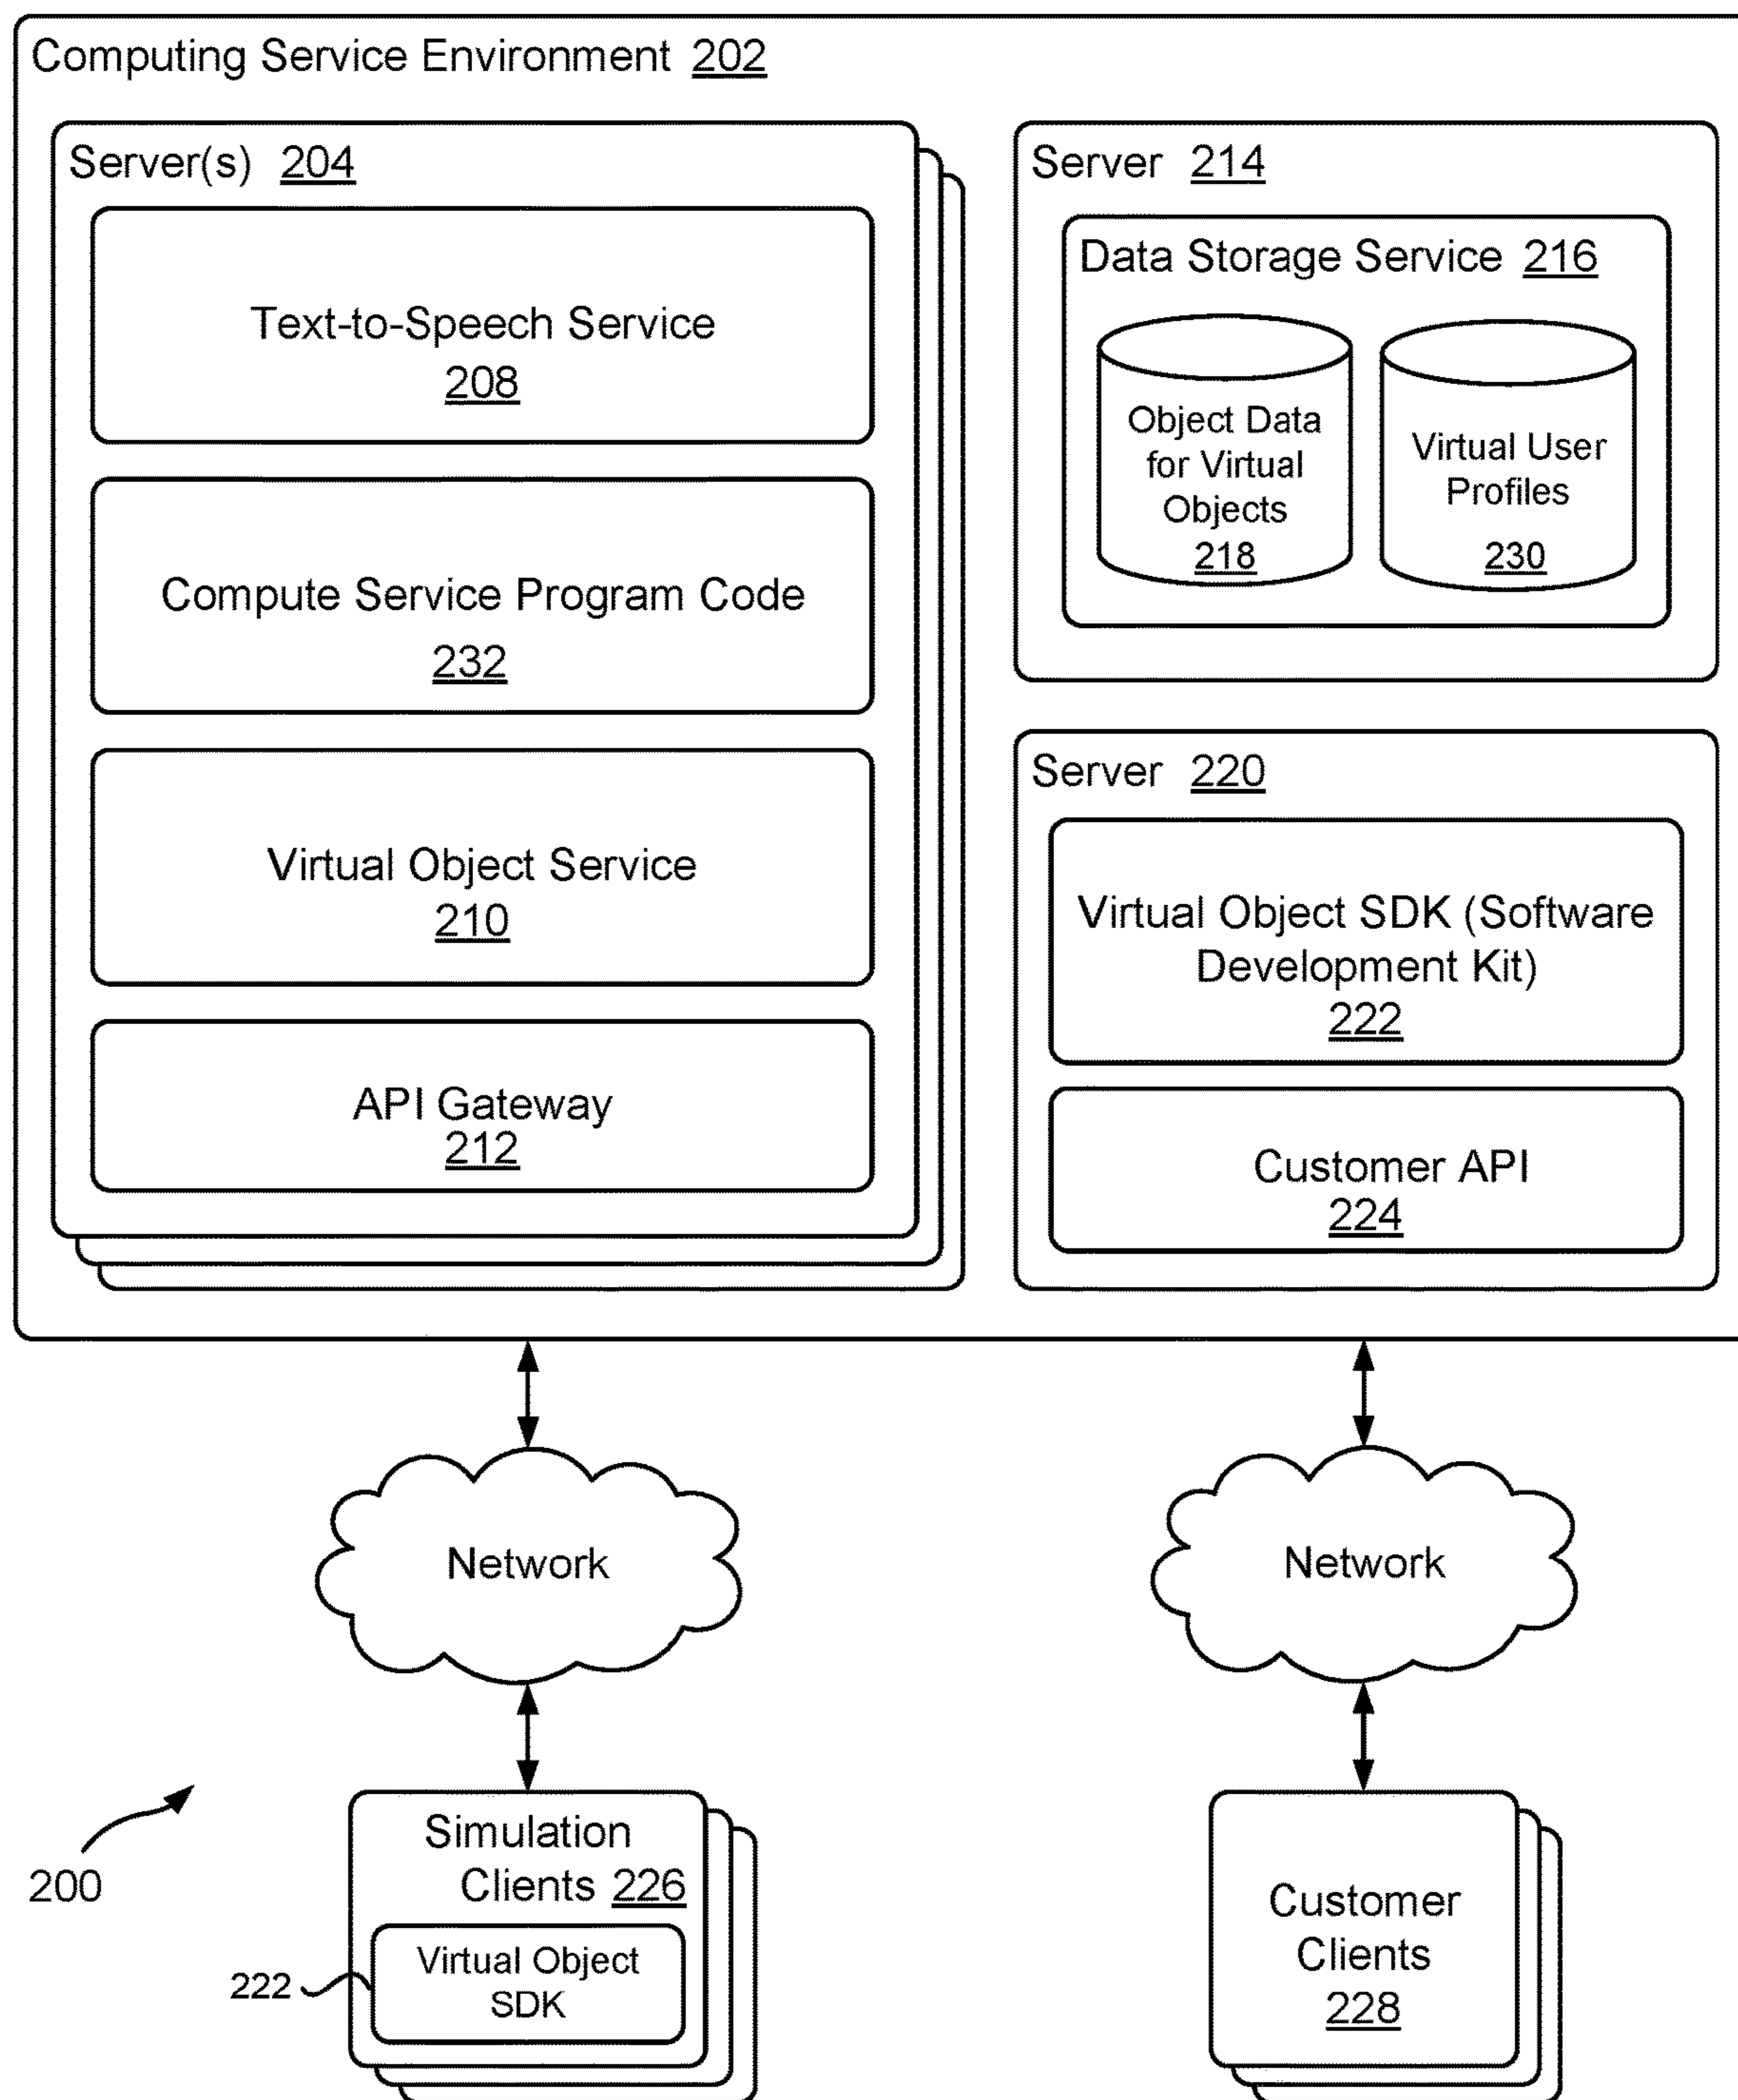 Computing Service Environment 202
Server(s) 204
Text-to-Speech Service
208
Compute Service Program Code
232
Virtual Object Service
210
API Gateway
212
Server 214
Data Storage Service 216
Object Data
for Virtual
Objects
218
Virtual User
Profiles
230
Server 220
Virtual Object SDK (Software
Development Kit)
222
Customer API
224
Network
Network
200
Simulation
Clients 226
Virtual Object
SDK
222
Customer
Clients
228